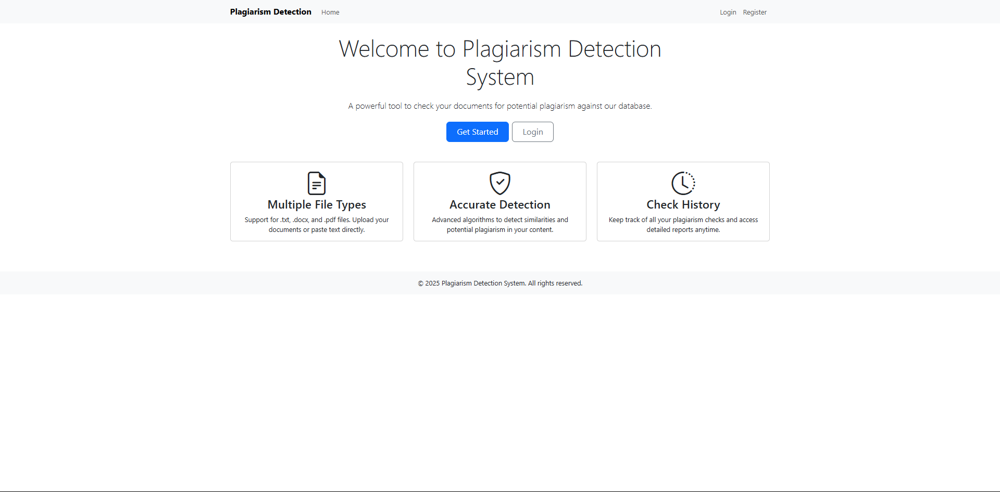 Plagiarism Detection Home Login Register
Welcome to Plagiarism Detection
System
A powerful tool to check your documents for potential plagiarism against our database.
Get Started Login
Multiple File Types
Support for .txt, .docx, and .pdf files. Upload your
documents or paste text directly.
Accurate Detection
Advanced algorithms to detect similarities and
potential plagiarism in your content.
Check History
Keep track of all your plagiarism checks and access
detailed reports anytime.
© 2025 Plagiarism Detection System. All rights reserved.